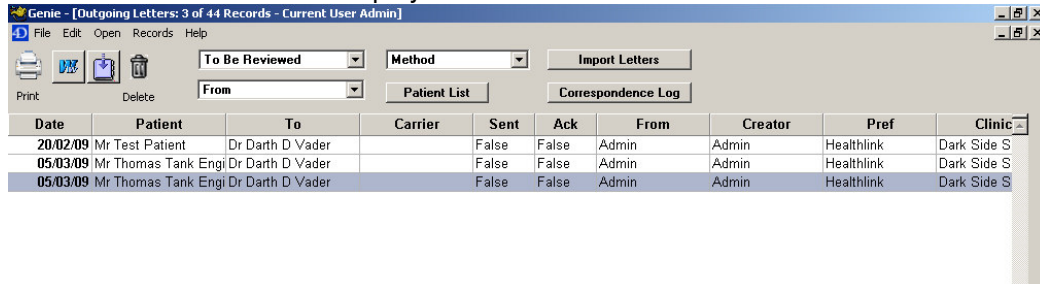 Genie - [Outgoing Letters: 3 of 44 Records - Current User Admin]
File Edit Open Records Help
To Be Reviewed Method Import Letters
Print Delete From Patient List Correspondence Log
Date Patient To Carrier Sent Ack From Creator Pref Clinic
20/02/09 Mr Test Patient Dr Darth D Vader False False Admin Admin Healthlink Dark Side S
05/03/09 Mr Thomas Tank Engi Dr Darth D Vader False False Admin Admin Healthlink Dark Side S
05/03/09 Mr Thomas Tank Engi Dr Darth D Vader False False Admin Admin Healthlink Dark Side S